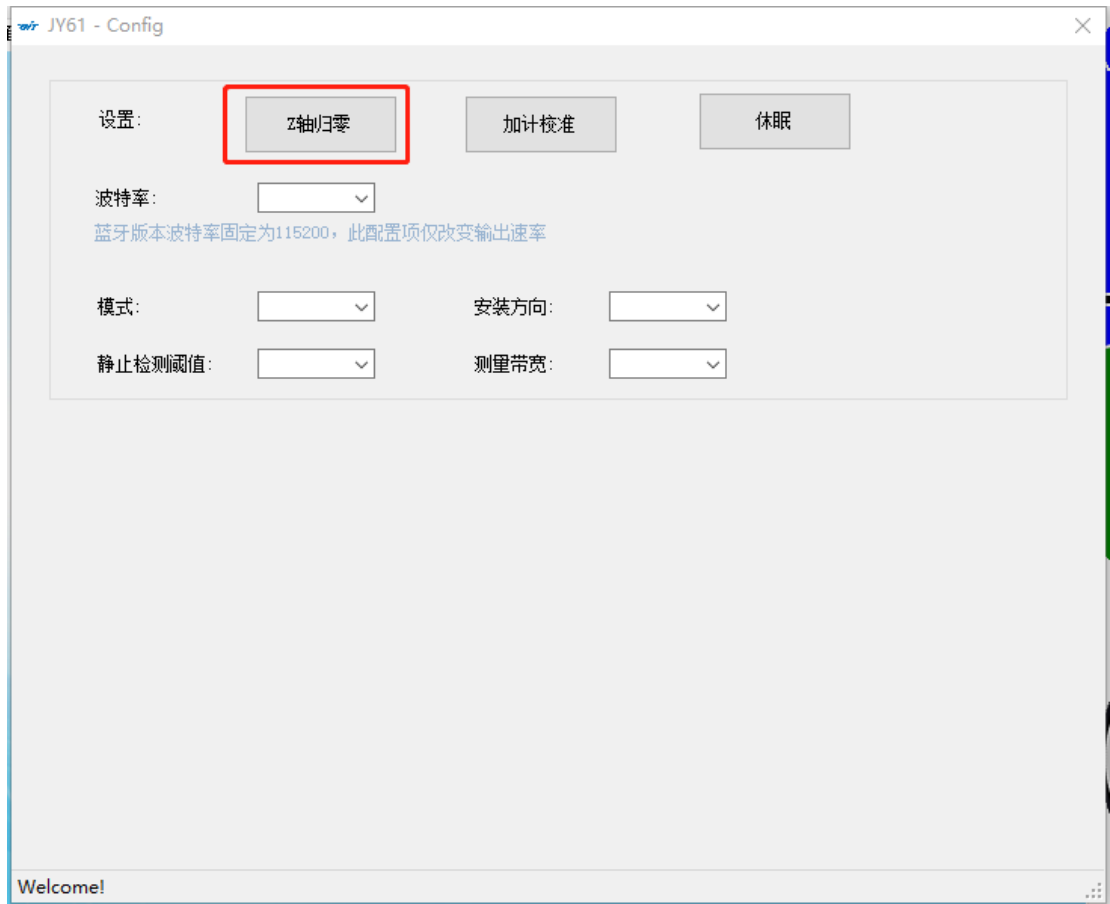 JY61 - Config
设置: Z轴归零 加计校准 休眠
波特率:
蓝牙版本波特率固定为115200，此配置项仅改变输出速率
模式: 安装方向:
静止检测阈值: 测量带宽:
Welcome!